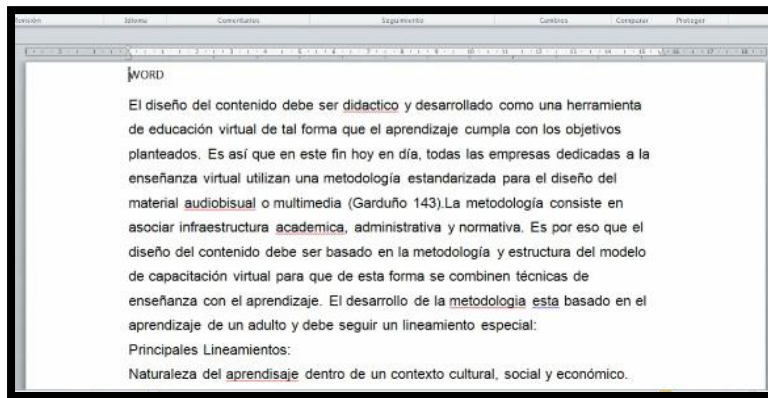 Revisión Idioma Comentarios Seguimiento Cambios Comparar Proteger
WORD
El diseño del contenido debe ser didactico y desarrollado como una herramienta
de educación virtual de tal forma que el aprendizaje cumpla con los objetivos
planteados. Es así que en este fin hoy en día, todas las empresas dedicadas a la
enseñanza virtual utilizan una metodología estandarizada para el diseño del
material audiobisual o multimedia (Garduño 143).La metodología consiste en
asociar infraestructura academica, administrativa y normativa. Es por eso que el
diseño del contenido debe ser basado en la metodología y estructura del modelo
de capacitación virtual para que de esta forma se combinen técnicas de
enseñanza con el aprendizaje. El desarrollo de la metodologia esta basado en el
aprendizaje de un adulto y debe seguir un lineamiento especial:
Principales Lineamientos:
Naturaleza del aprendisaje dentro de un contexto cultural, social y económico.